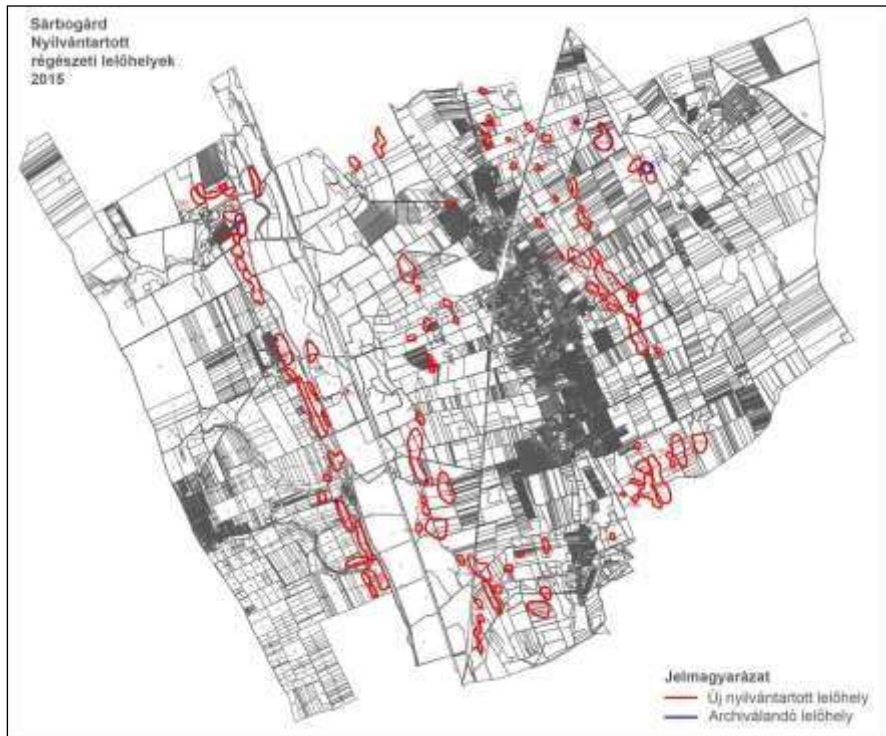 Sárbogárd
Nyilvántartott
régészeti lelőhelyek
2015
Jelmagyarázat
Új nyilvántartott lelőhely
Archiválandó lelőhely